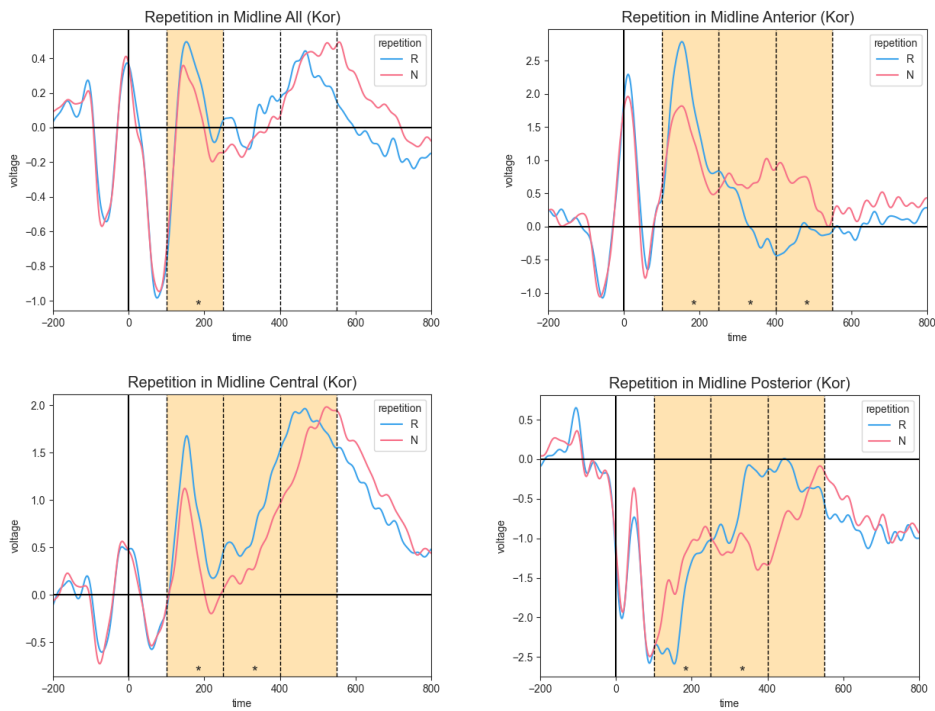 Repetition in Midline All (Kor)
repetition
R
N
voltage
0.4
0.2
0.0
−0.2
−0.4
−0.6
−0.8
−1.0
*
−200
0
200
400
600
800
time
Repetition in Midline Anterior (Kor)
repetition
R
N
voltage
2.5
2.0
1.5
1.0
0.5
0.0
−0.5
−1.0
* * *
−200
0
200
400
600
800
time
Repetition in Midline Central (Kor)
repetition
R
N
voltage
2.0
1.5
1.0
0.5
0.0
−0.5
* *
−200
0
200
400
600
800
time
Repetition in Midline Posterior (Kor)
repetition
R
N
voltage
0.5
0.0
−0.5
−1.0
−1.5
−2.0
−2.5
* *
−200
0
200
400
600
800
time